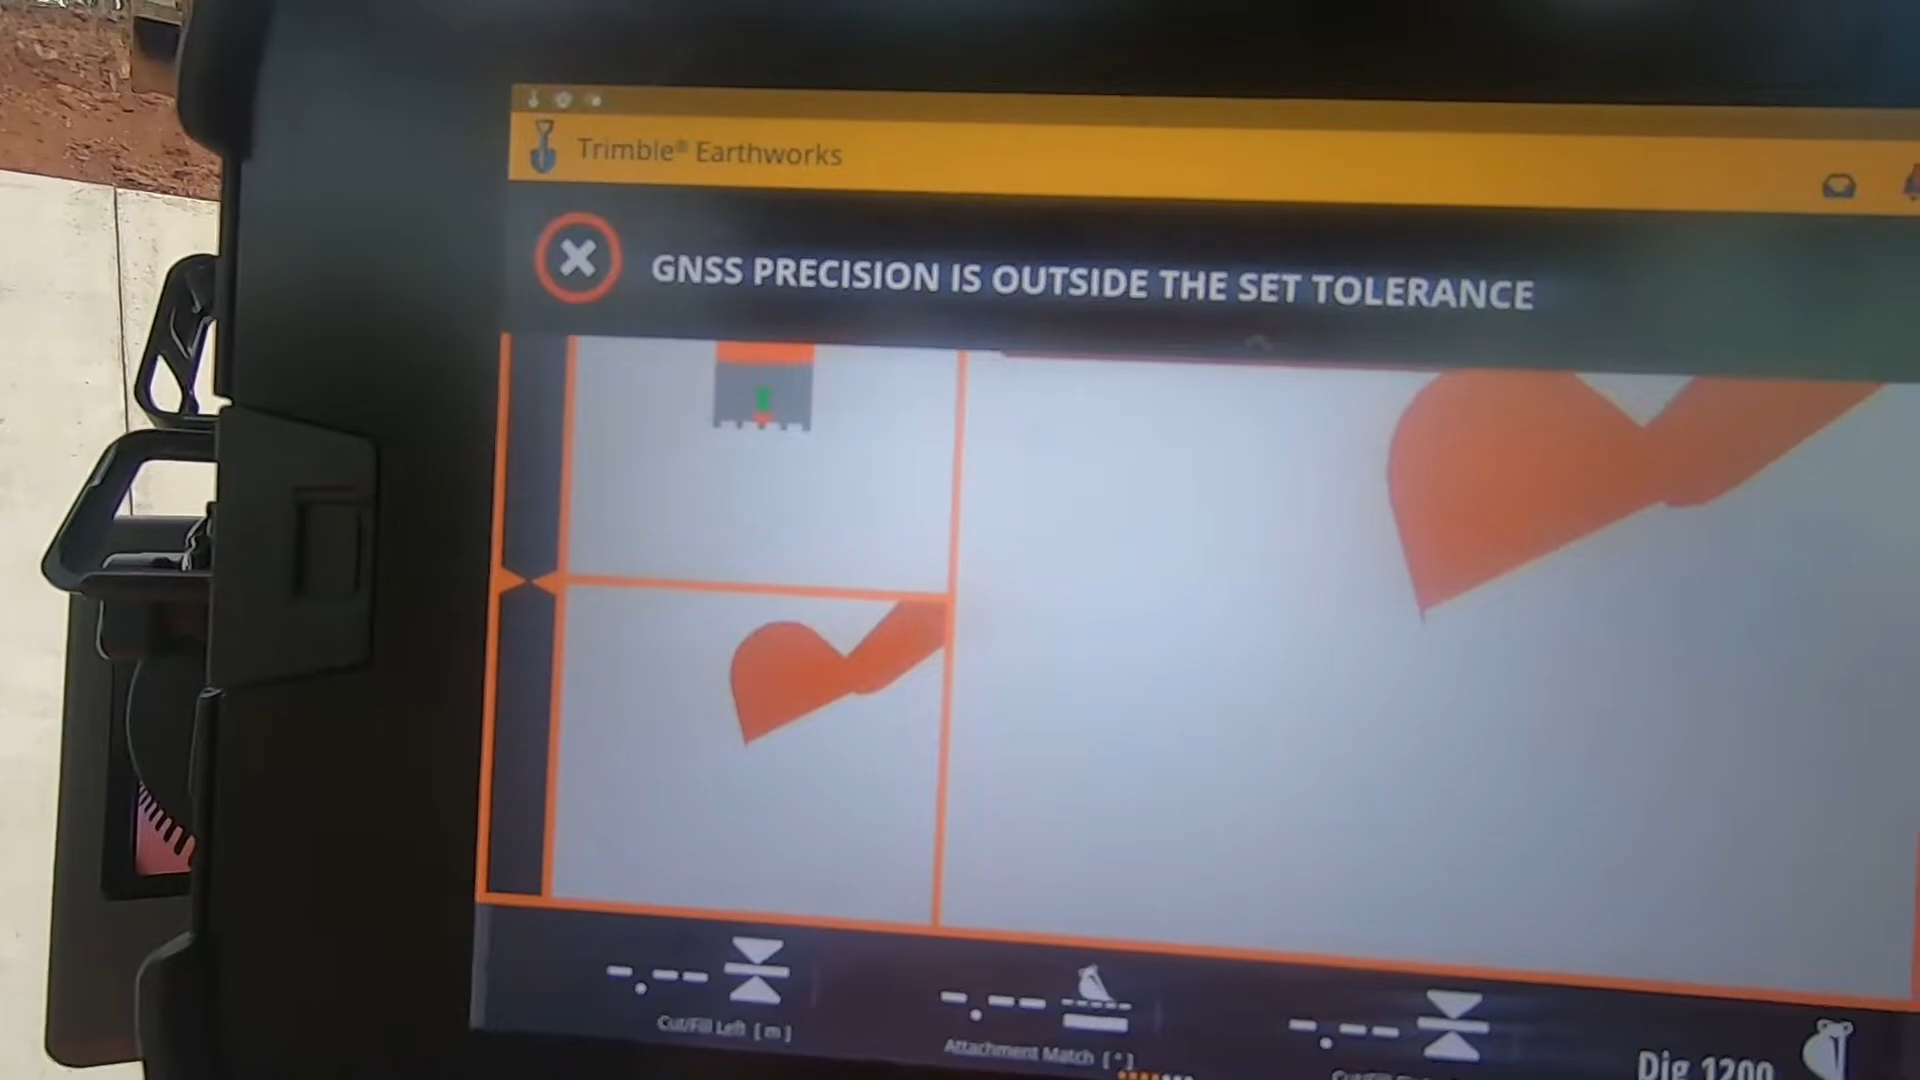 Trimble® Earthworks
GNSS PRECISION IS OUTSIDE THE SET TOLERANCE
Cut/Fill Left [ m ]
Attachment Match [ ° ]
Dig 1200